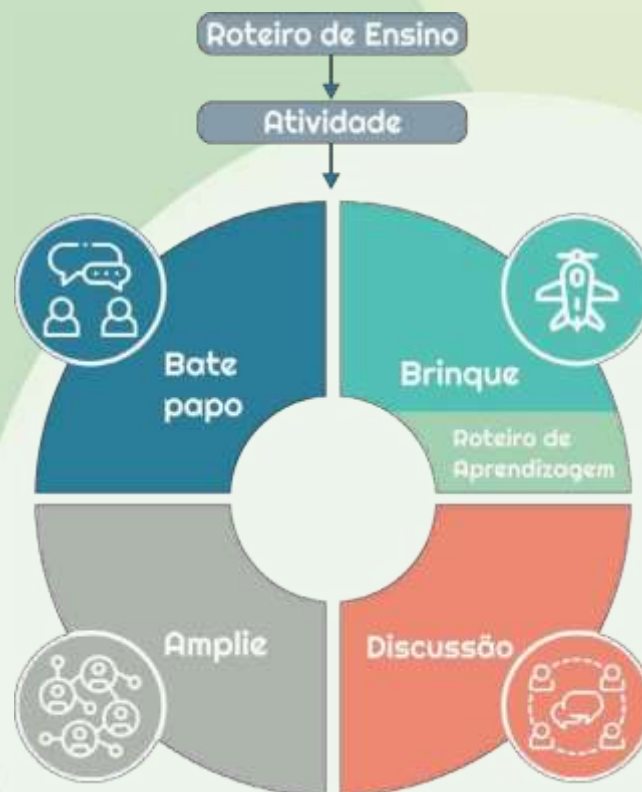 Roteiro de Ensino
Atividade
Bate
papo
Brinque
Roteiro de
Aprendizagem
Amplie
Discussão